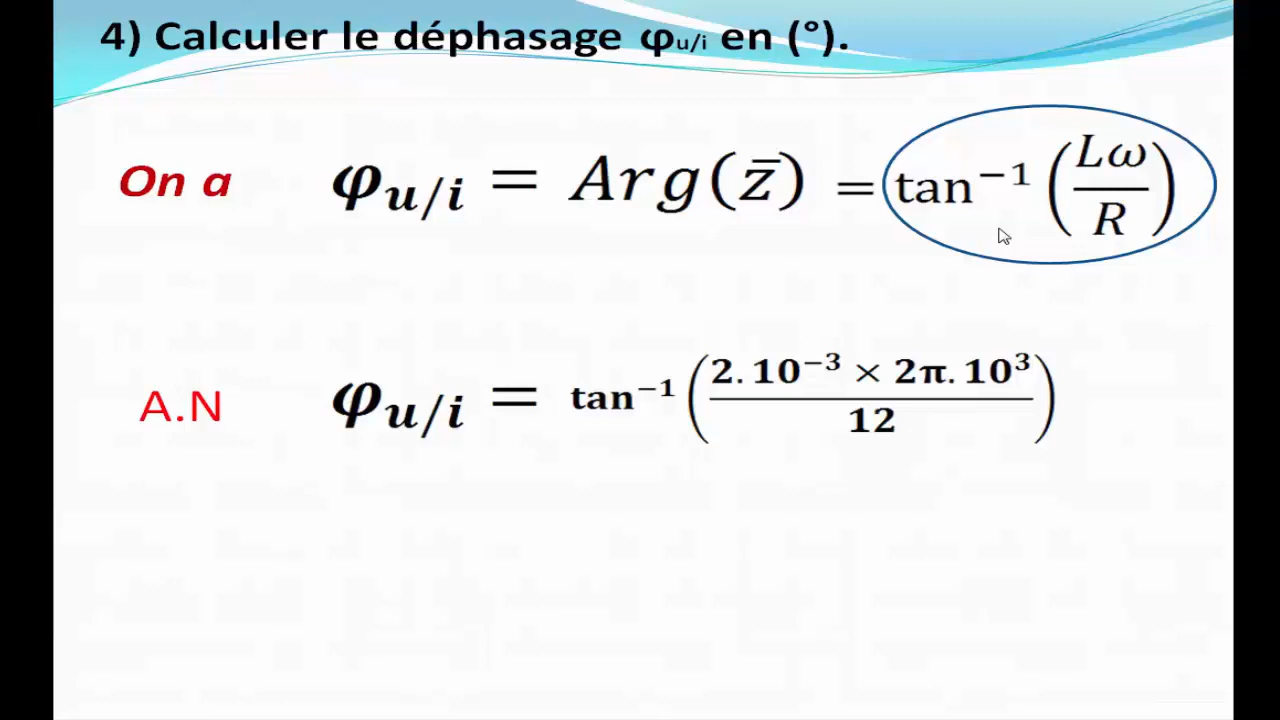 4) Calculer le déphasage φu/i en (°).
On a φu/i = Arg(z̄) = tan⁻¹(Lω/R)
A.N φu/i = tan⁻¹(2.10⁻³ × 2π.10³/12)